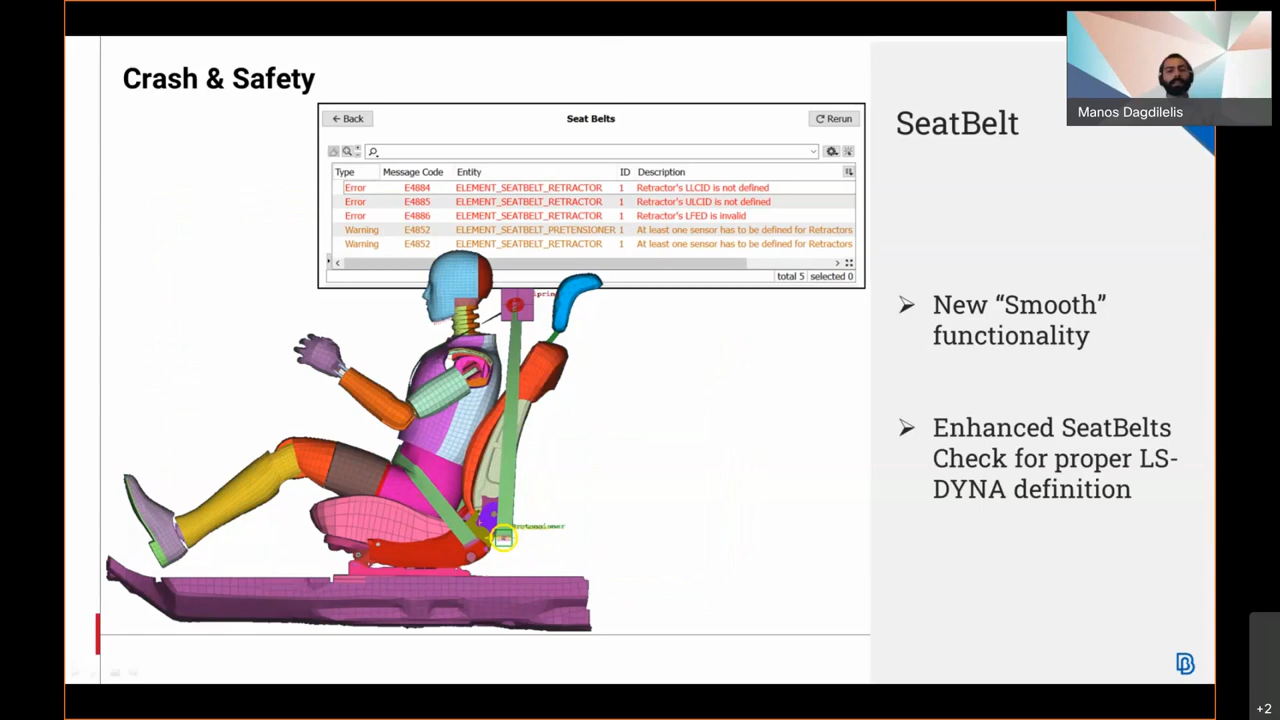 Crash & Safety
Back
Seat Belts
Rerun
Type Message Code Entity ID Description
Error E4884 ELEMENT_SEATBELT_RETRACTOR 1 Retractor's LLCID is not defined
Error E4885 ELEMENT_SEATBELT_RETRACTOR 1 Retractor's ULCID is not defined
Error E4886 ELEMENT_SEATBELT_RETRACTOR 1 Retractor's LFED is invalid
Warning E4852 ELEMENT_SEATBELT_PRETENSIONER 1 At least one sensor has to be defined for Retractors
Warning E4852 ELEMENT_SEATBELT_RETRACTOR 1 At least one sensor has to be defined for Retractors
total 5 selected 0
Manos Dagdilelis
SeatBelt
New “Smooth”
functionality
Enhanced SeatBelts
Check for proper LS-
DYNA definition
+2